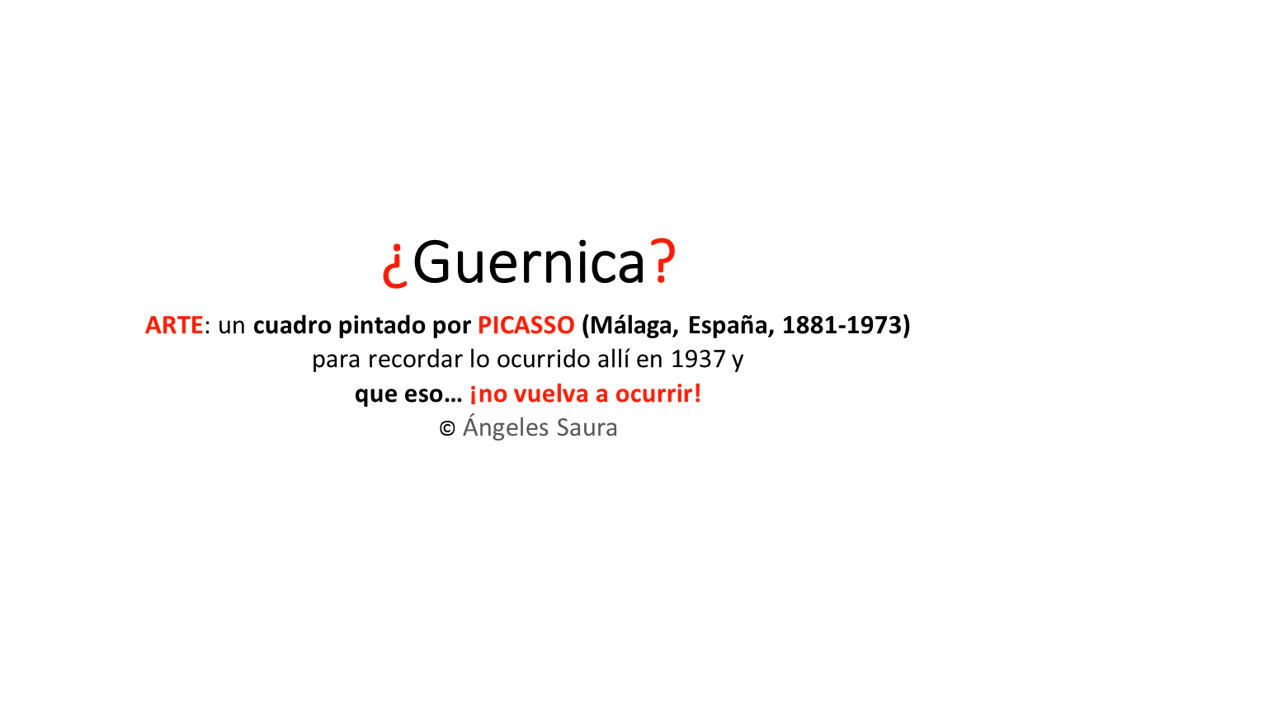 ¿Guernica?
ARTE: un cuadro pintado por PICASSO (Málaga, España, 1881-1973)
para recordar lo ocurrido allí en 1937 y
que eso… ¡no vuelva a ocurrir!
© Ángeles Saura